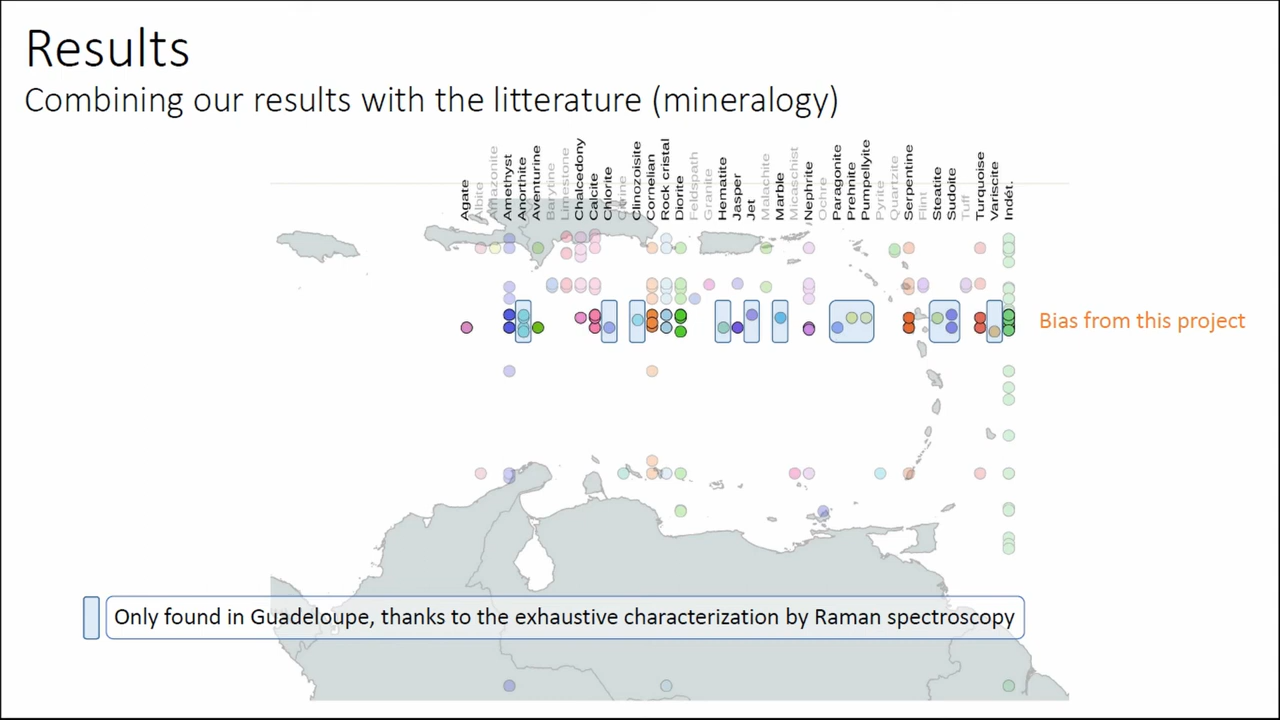 Results
Combining our results with the litterature (mineralogy)
Agate
Albite
Amazonite
Amethyst
Anorthite
Aventurine
Barytine
Limestone
Chalcedony
Calcite
Chlorite
Citrine
Clinozoisite
Cornelian
Rock cristal
Diorite
Feldspath
Granite
Hematite
Jasper
Jet
Malachite
Marble
Micaschist
Nephrite
Ochre
Paragonite
Prehnite
Pumpellyite
Pyrite
Quartzite
Serpentine
Flint
Steatite
Sudoite
Tuff
Turquoise
Variscite
Indét.
Bias from this project
Only found in Guadeloupe, thanks to the exhaustive characterization by Raman spectroscopy